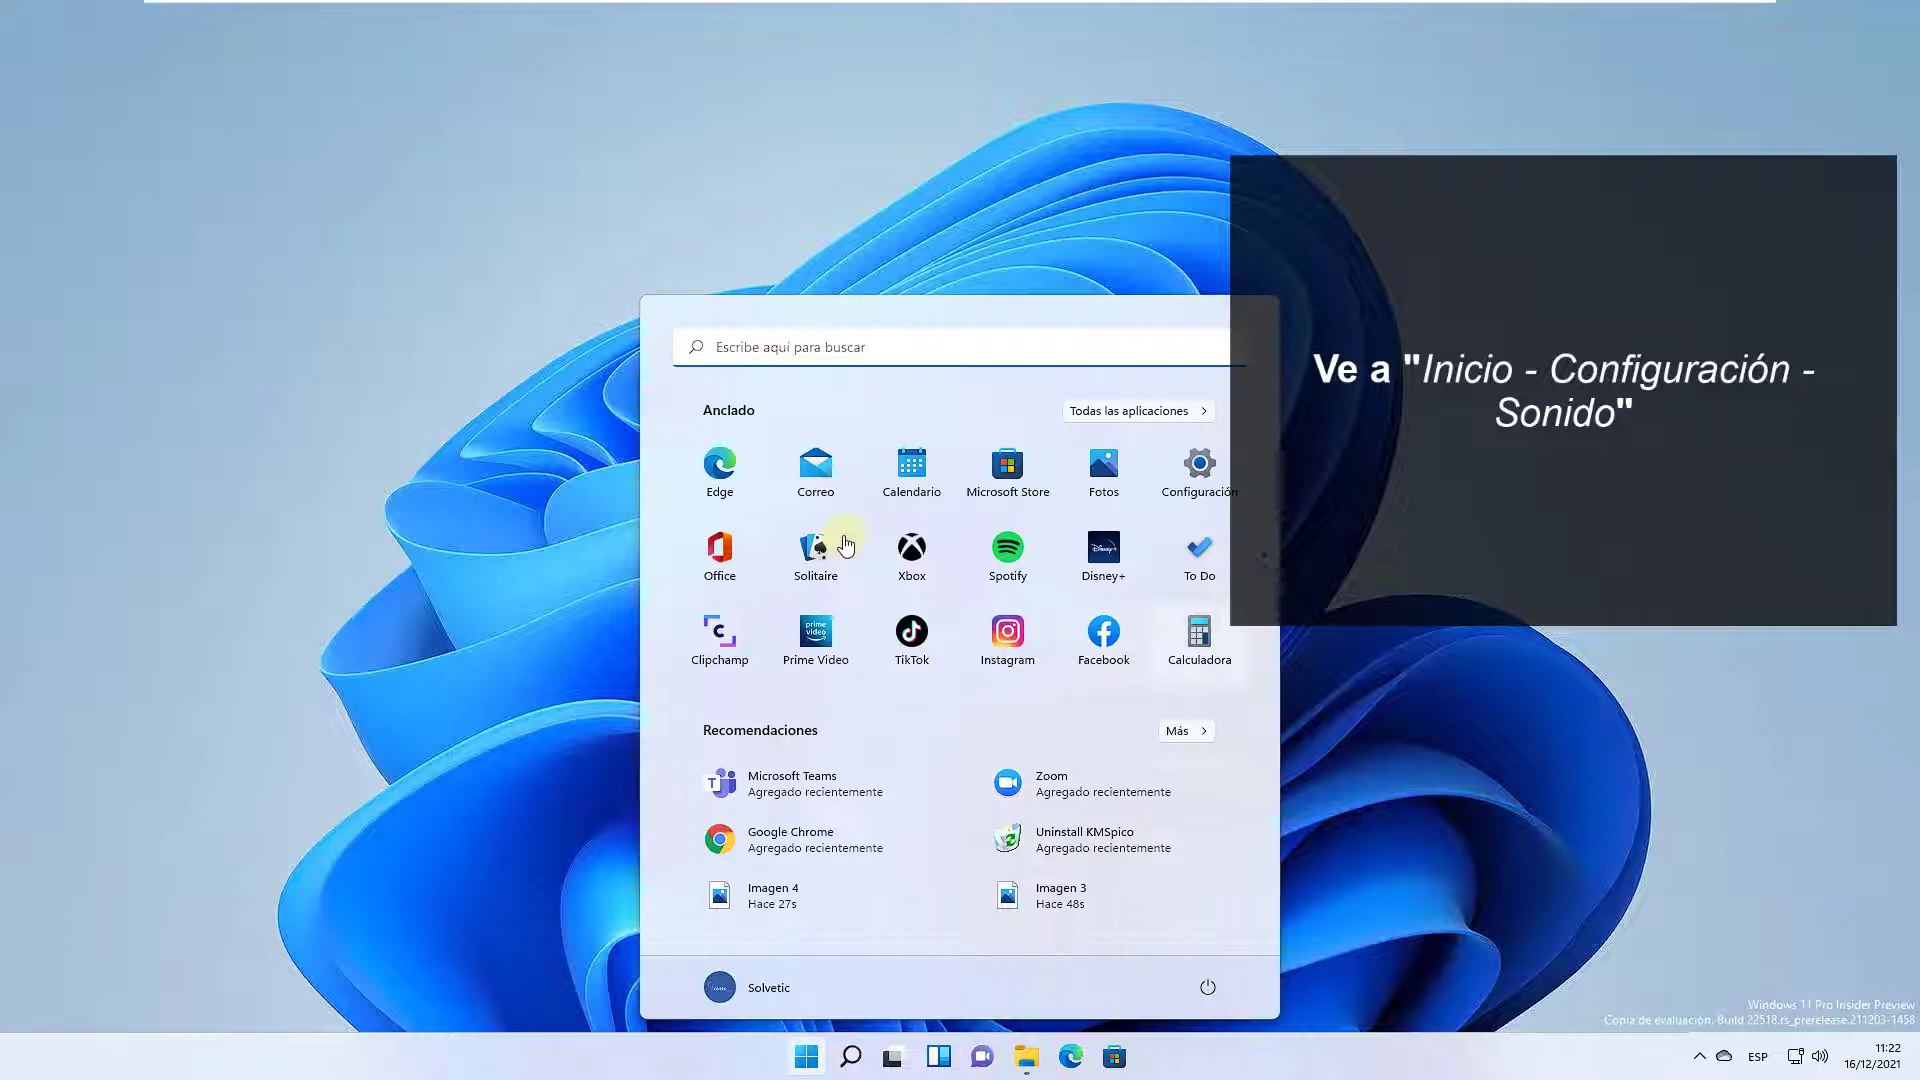 Ve a "Inicio - Configuración -
Sonido"
Escribe aquí para buscar
Anclado
Todas las aplicaciones
Edge
Correo
Calendario
Microsoft Store
Fotos
Configuración
Office
Solitaire
Xbox
Spotify
Disney+
To Do
Clipchamp
prime video
Prime Video
TikTok
Instagram
Facebook
Calculadora
Recomendaciones
Más
Microsoft Teams
Agregado recientemente
Zoom
Agregado recientemente
Google Chrome
Agregado recientemente
Uninstall KMSpico
Agregado recientemente
Imagen 4
Hace 27s
Imagen 3
Hace 48s
Solvetic
Windows 11 Pro Insider Preview
Copia de evaluación. Build 22518.rs_prerelease.211203-1458
ESP
11:22
16/12/2021